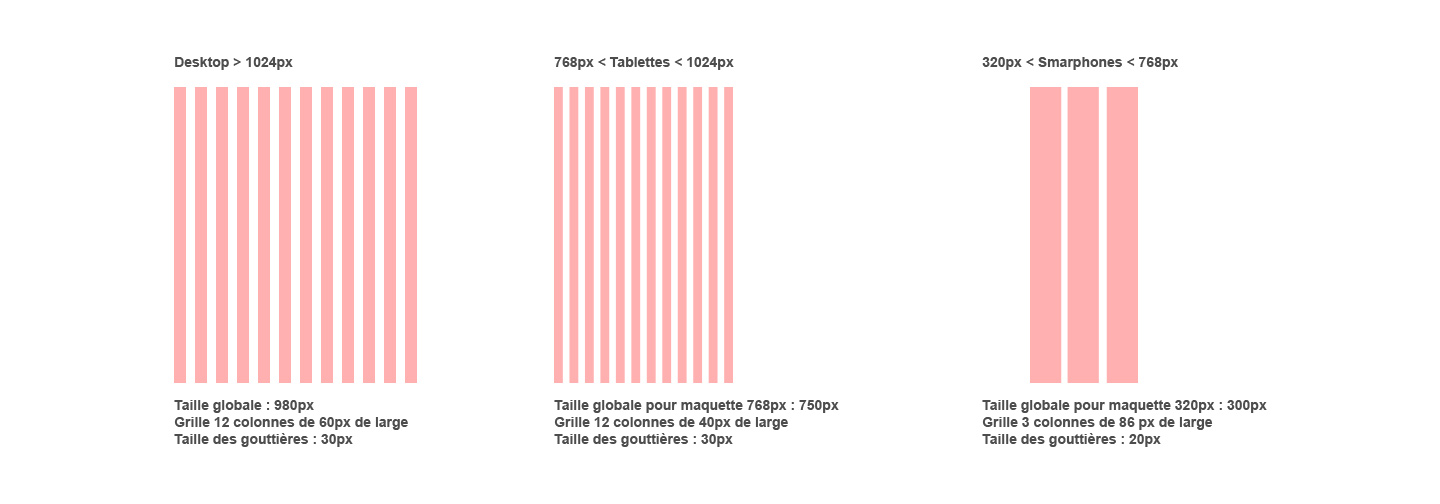 Desktop > 1024px
768px < Tablettes < 1024px
320px < Smarphones < 768px
Taille globale : 980px
Grille 12 colonnes de 60px de large
Taille des gouttières : 30px
Taille globale pour maquette 768px : 750px
Grille 12 colonnes de 40px de large
Taille des gouttières : 30px
Taille globale pour maquette 320px : 300px
Grille 3 colonnes de 86 px de large
Taille des gouttières : 20px